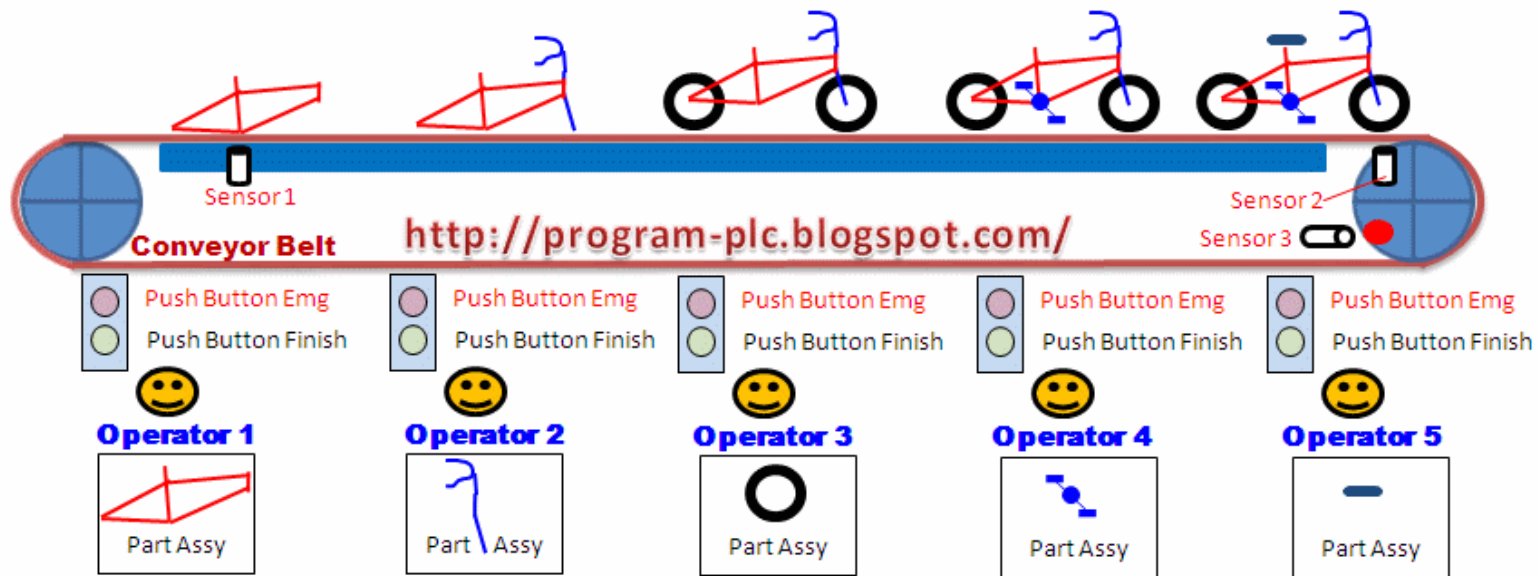 Sensor 1
Sensor 2
Conveyor Belt
http://program-plc.blogspot.com/
Sensor 3
Push Button Emg
Push Button Emg
Push Button Emg
Push Button Emg
Push Button Emg
Push Button Finish
Push Button Finish
Push Button Finish
Push Button Finish
Push Button Finish
Operator 1
Operator 2
Operator 3
Operator 4
Operator 5
Part Assy
Part Assy
Part Assy
Part Assy
Part Assy